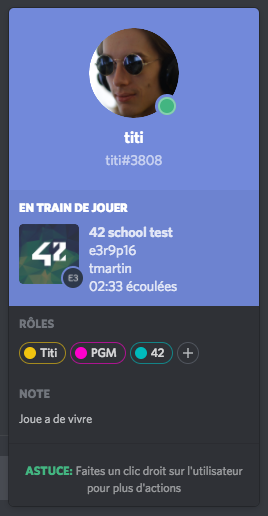 titi
titi#3808
EN TRAIN DE JOUER
42
42 school test
e3r9p16
E3
tmartin
02:33 écoulées
RÔLES
Titi PGM 42 +
NOTE
Joue a de vivre
ASTUCE: Faites un clic droit sur l'utilisateur
pour plus d'actions